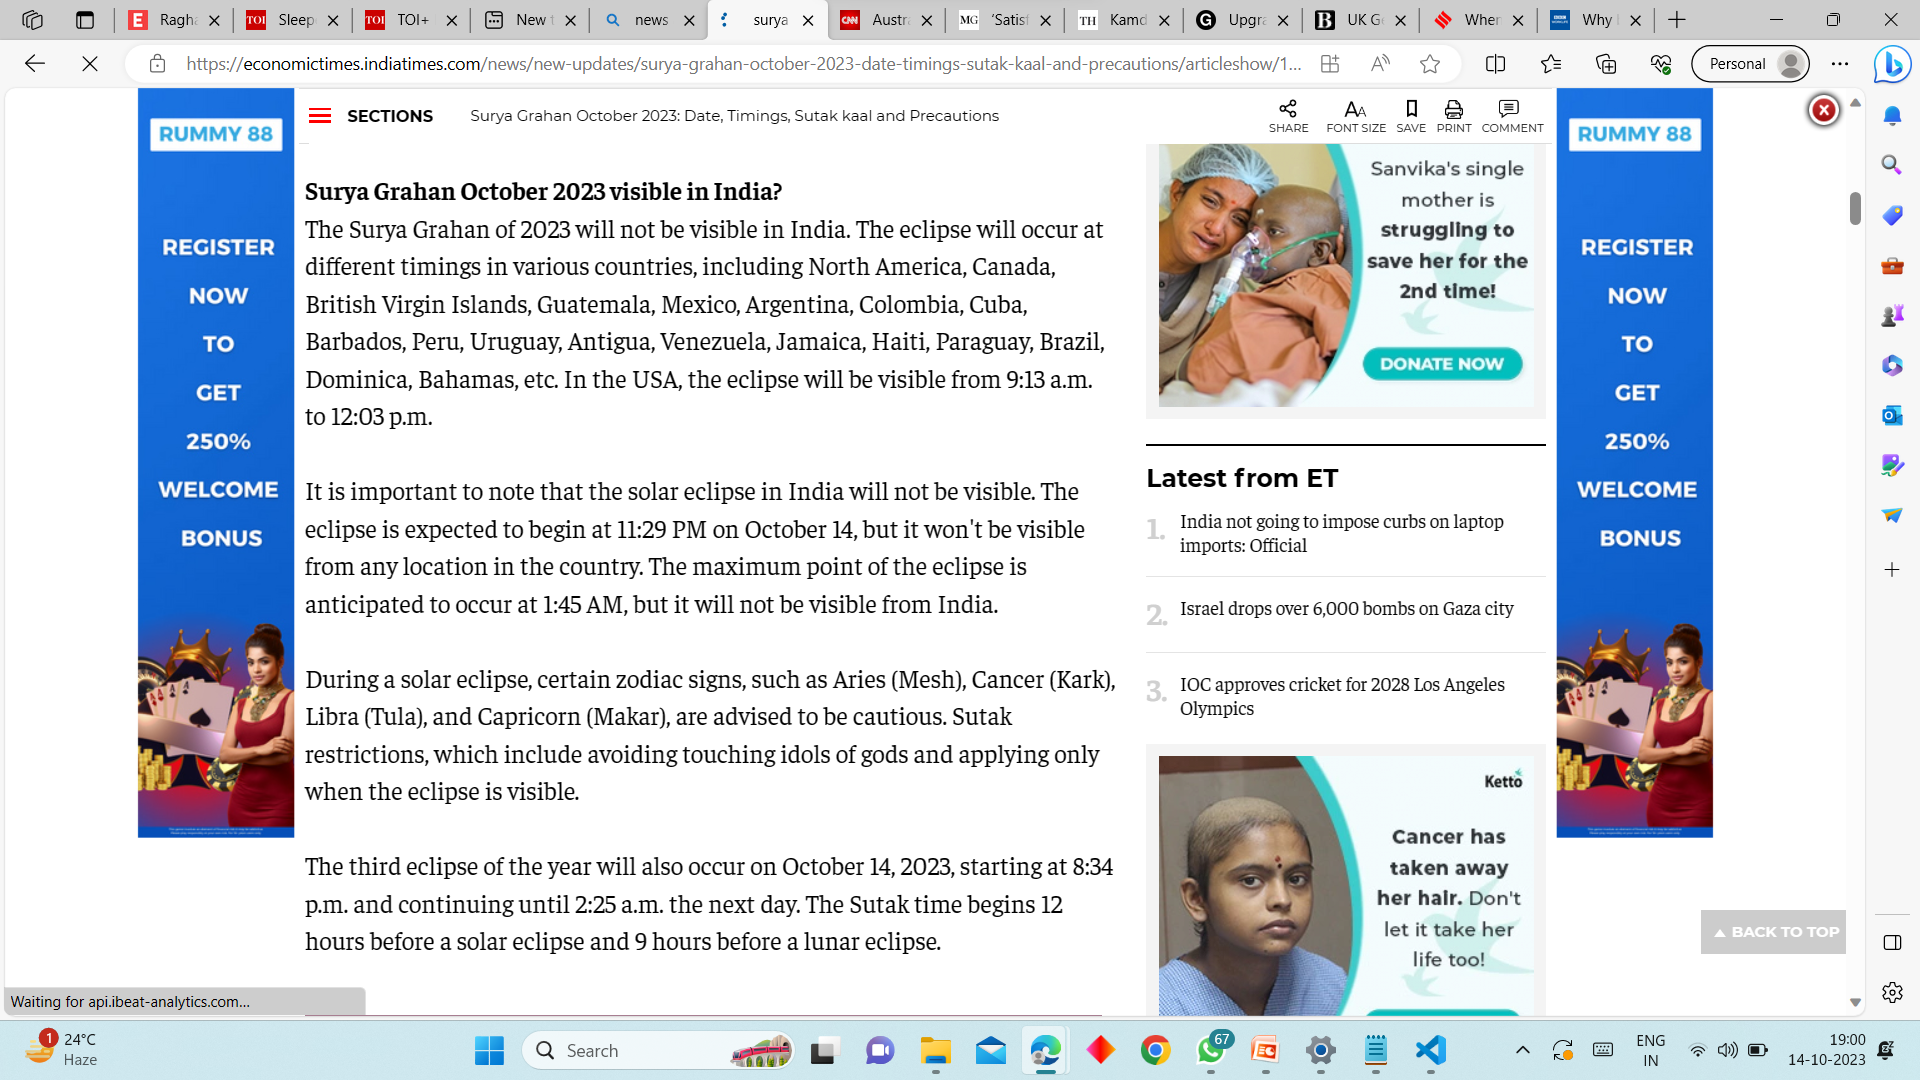 Ragha
TOI
Sleep
TOI
TOI+
New t
news
surya
CNN
Austra
MG
'Satisf
TH
Kamd
Upgra
B
UK Ge
When
Why
https://economictimes.indiatimes.com/news/new-updates/surya-grahan-october-2023-date-timings-sutak-kaal-and-precautions/articleshow/1...
Personal
SECTIONS
Surya Grahan October 2023: Date, Timings, Sutak kaal and Precautions
SHARE
FONT SIZE
SAVE
PRINT
COMMENT
RUMMY 88
REGISTER
NOW
TO
GET
250%
WELCOME
BONUS
Surya Grahan October 2023 visible in India?
The Surya Grahan of 2023 will not be visible in India. The eclipse will occur at
different timings in various countries, including North America, Canada,
British Virgin Islands, Guatemala, Mexico, Argentina, Colombia, Cuba,
Barbados, Peru, Uruguay, Antigua, Venezuela, Jamaica, Haiti, Paraguay, Brazil,
Dominica, Bahamas, etc. In the USA, the eclipse will be visible from 9:13 a.m.
to 12:03 p.m.
It is important to note that the solar eclipse in India will not be visible. The
eclipse is expected to begin at 11:29 PM on October 14, but it won't be visible
from any location in the country. The maximum point of the eclipse is
anticipated to occur at 1:45 AM, but it will not be visible from India.
During a solar eclipse, certain zodiac signs, such as Aries (Mesh), Cancer (Kark),
Libra (Tula), and Capricorn (Makar), are advised to be cautious. Sutak
restrictions, which include avoiding touching idols of gods and applying only
when the eclipse is visible.
The third eclipse of the year will also occur on October 14, 2023, starting at 8:34
p.m. and continuing until 2:25 a.m. the next day. The Sutak time begins 12
hours before a solar eclipse and 9 hours before a lunar eclipse.
Sanvika's single
mother is
struggling to
save her for the
2nd time!
DONATE NOW
Latest from ET
1. India not going to impose curbs on laptop
imports: Official
2. Israel drops over 6,000 bombs on Gaza city
3. IOC approves cricket for 2028 Los Angeles
Olympics
Ketto
Cancer has
taken away
her hair. Don't
let it take her
life too!
RUMMY 88
REGISTER
NOW
TO
GET
250%
WELCOME
BONUS
BACK TO TOP
Waiting for api.ibeat-analytics.com...
1
24°C
Haze
Search
67
ENG
IN
19:00
14-10-2023